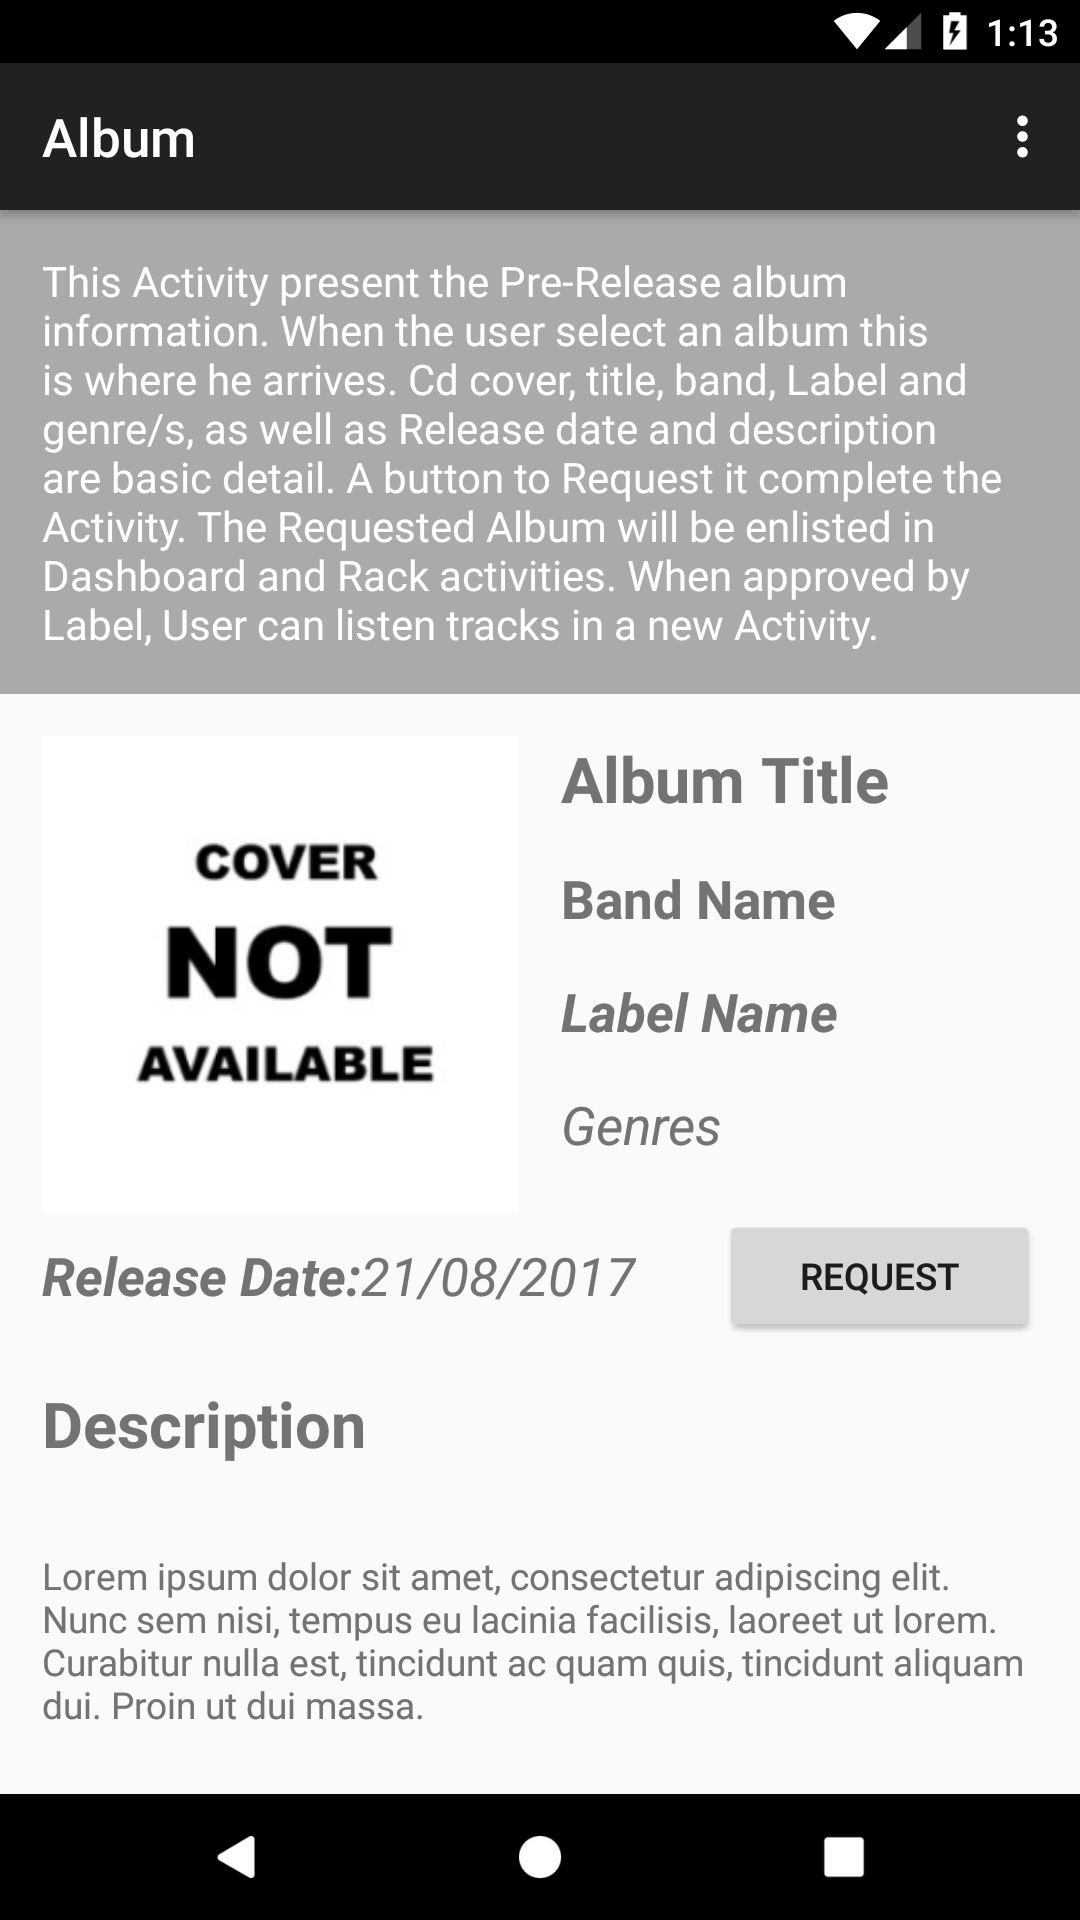 1:13
Album
This Activity present the Pre-Release album
information. When the user select an album this
is where he arrives. Cd cover, title, band, Label and
genre/s, as well as Release date and description
are basic detail. A button to Request it complete the
Activity. The Requested Album will be enlisted in
Dashboard and Rack activities. When approved by
Label, User can listen tracks in a new Activity.
COVER
NOT
AVAILABLE
Album Title
Band Name
Label Name
Genres
Release Date:21/08/2017
REQUEST
Description
Lorem ipsum dolor sit amet, consectetur adipiscing elit.
Nunc sem nisi, tempus eu lacinia facilisis, laoreet ut lorem.
Curabitur nulla est, tincidunt ac quam quis, tincidunt aliquam
dui. Proin ut dui massa.